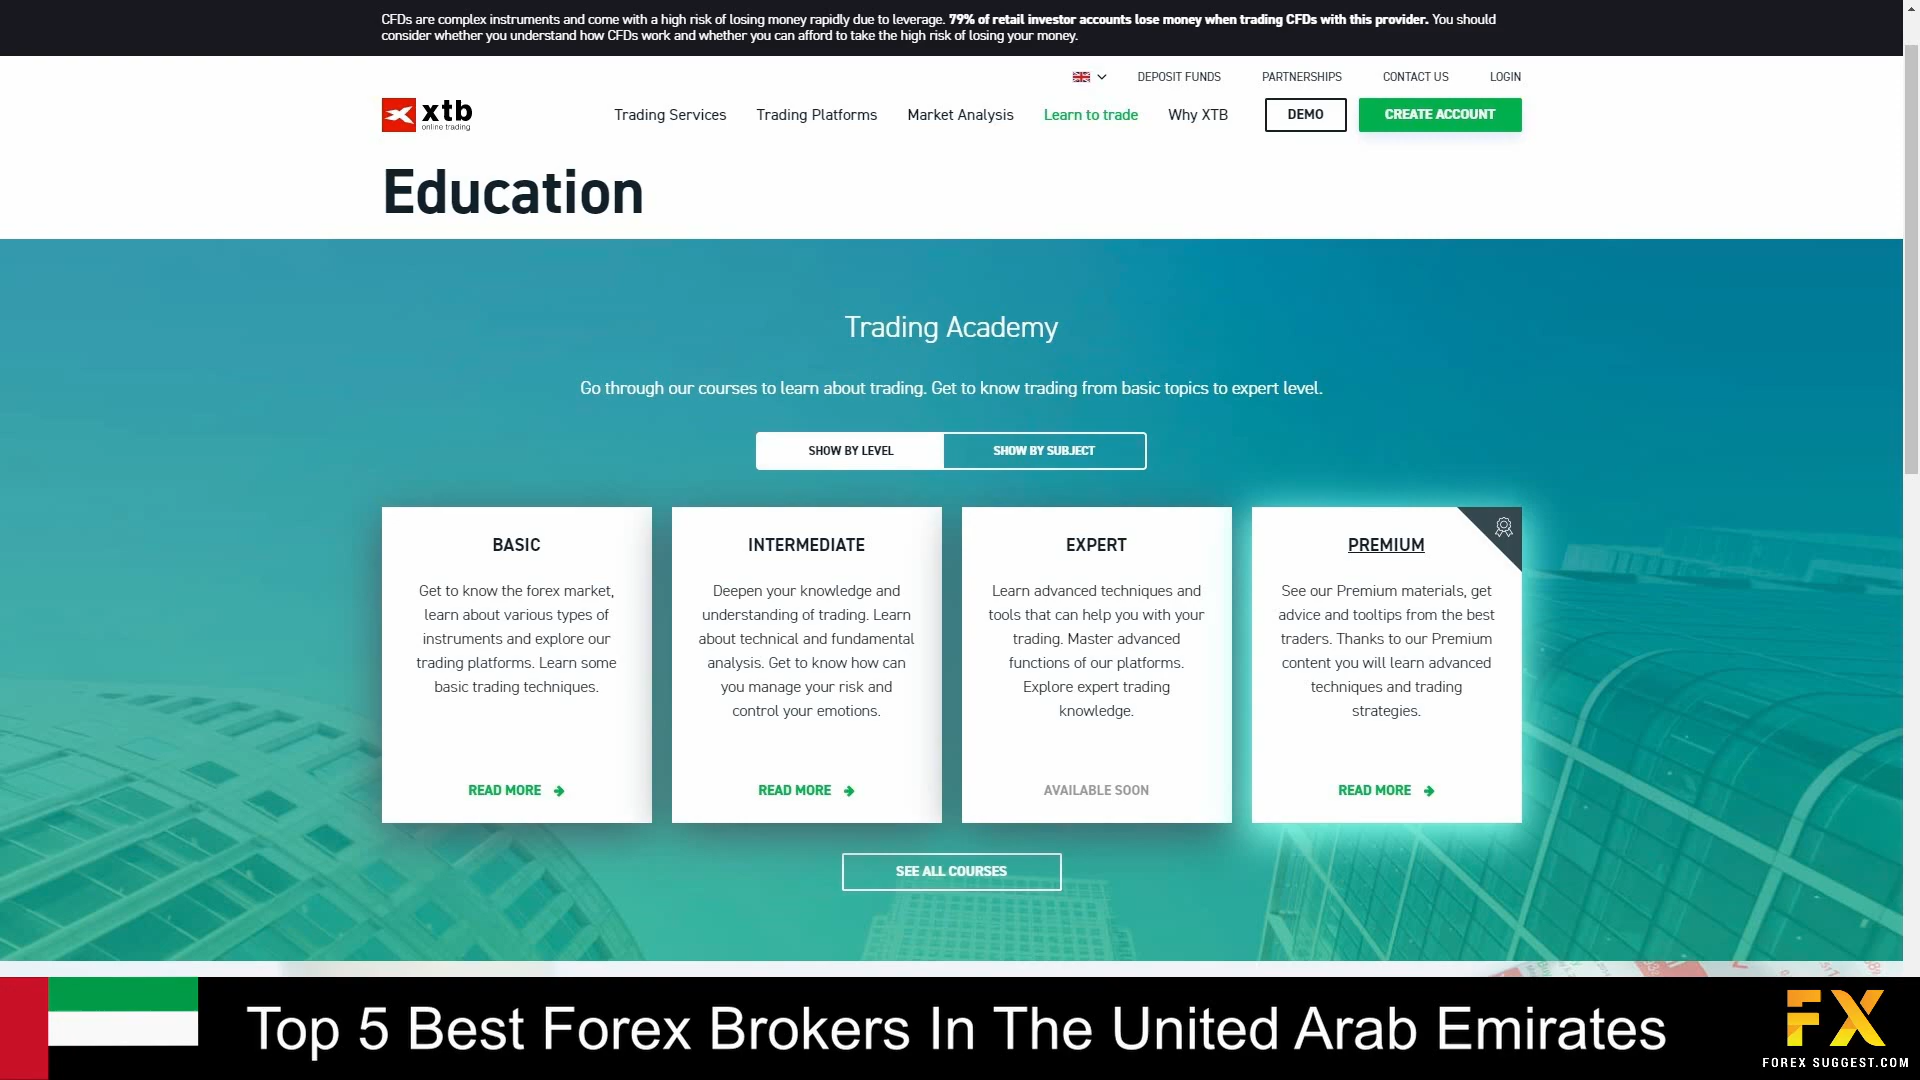 CFDs are complex instruments and come with a high risk of losing money rapidly due to leverage. 79% of retail investor accounts lose money when trading CFDs with this provider. You should
consider whether you understand how CFDs work and whether you can afford to take the high risk of losing your money.
DEPOSIT FUNDS PARTNERSHIPS CONTACT US LOGIN
xtb
online trading
Trading Services Trading Platforms Market Analysis Learn to trade Why XTB DEMO CREATE ACCOUNT
Education
Trading Academy
Go through our courses to learn about trading. Get to know trading from basic topics to expert level.
SHOW BY LEVEL SHOW BY SUBJECT
BASIC
Get to know the forex market,
learn about various types of
instruments and explore our
trading platforms. Learn some
basic trading techniques.
READ MORE
INTERMEDIATE
Deepen your knowledge and
understanding of trading. Learn
about technical and fundamental
analysis. Get to know how can
you manage your risk and
control your emotions.
READ MORE
EXPERT
Learn advanced techniques and
tools that can help you with your
trading. Master advanced
functions of our platforms.
Explore expert trading
knowledge.
AVAILABLE SOON
PREMIUM
See our Premium materials, get
advice and tooltips from the best
traders. Thanks to our Premium
content you will learn advanced
techniques and trading
strategies.
READ MORE
SEE ALL COURSES
Top 5 Best Forex Brokers In The United Arab Emirates
FX
FOREX SUGGEST.COM